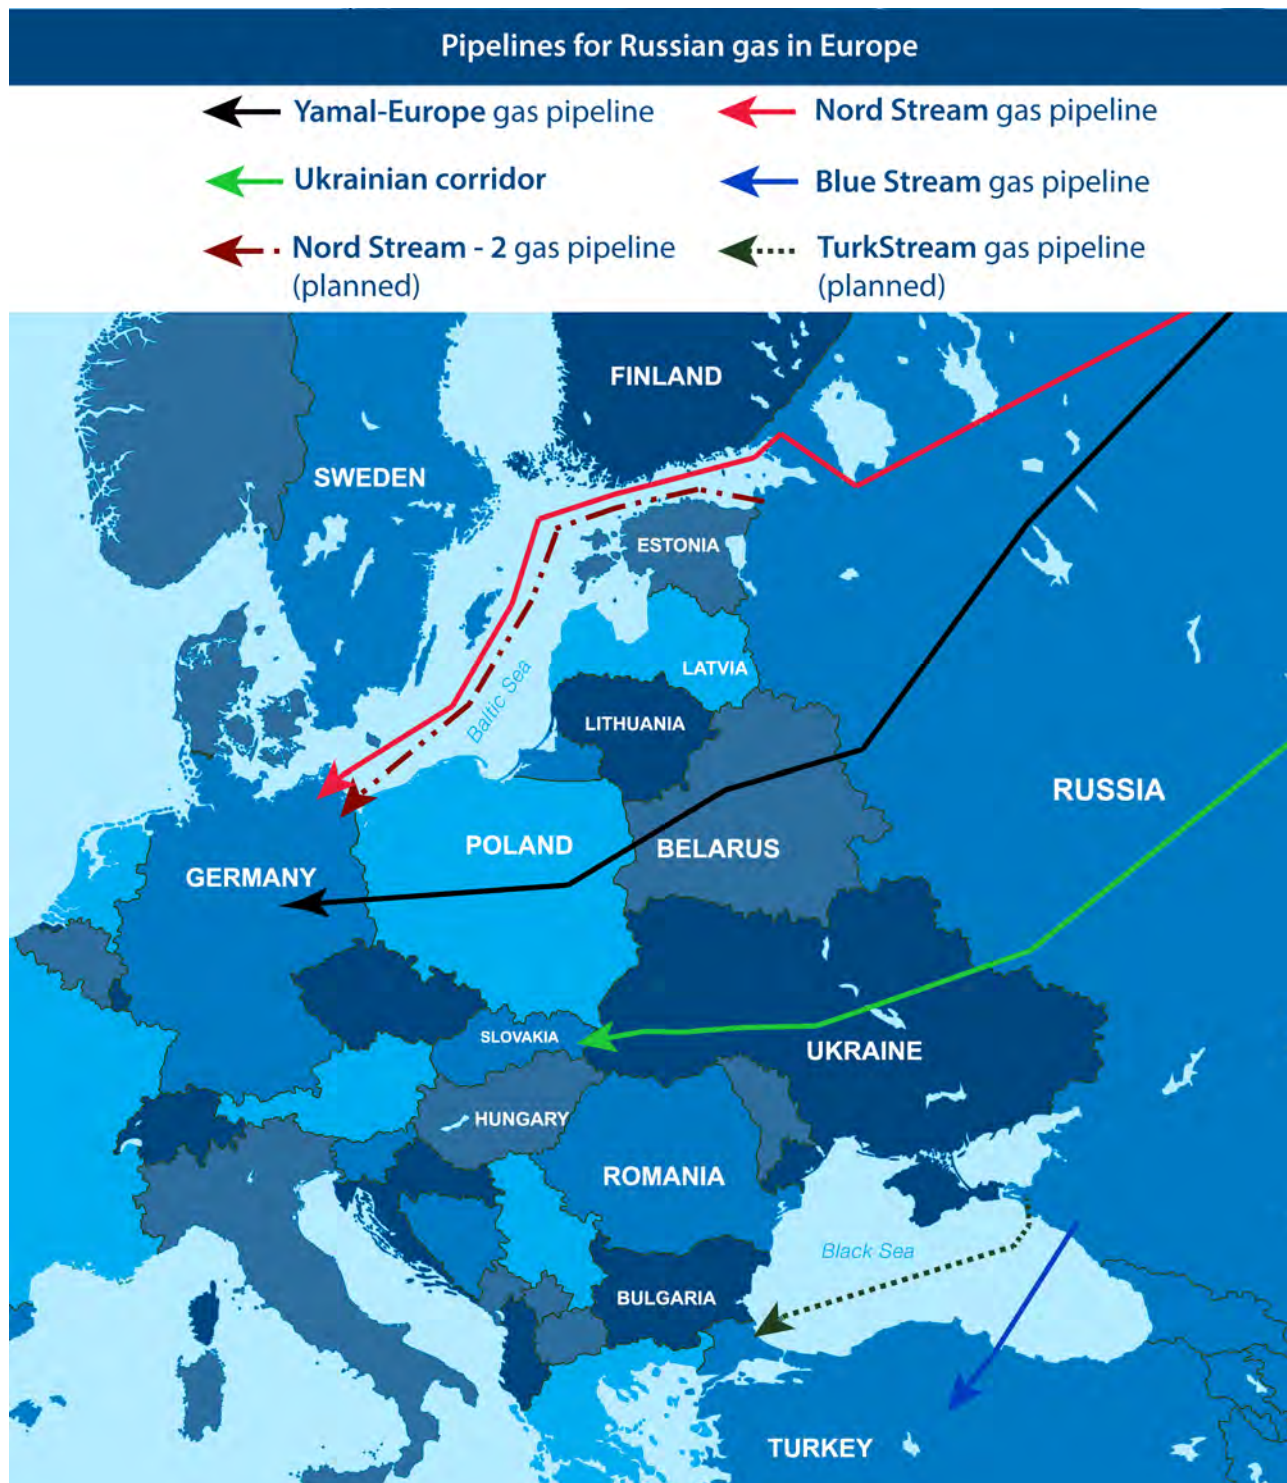 Pipelines for Russian gas in Europe
Yamal-Europe gas pipeline
Nord Stream gas pipeline
Ukrainian corridor
Blue Stream gas pipeline
Nord Stream - 2 gas pipeline
(planned)
TurkStream gas pipeline
(planned)
FINLAND
SWEDEN
ESTONIA
LATVIA
Baltic Sea
LITHUANIA
RUSSIA
POLAND
BELARUS
GERMANY
SLOVAKIA
UKRAINE
HUNGARY
ROMANIA
Black Sea
BULGARIA
TURKEY